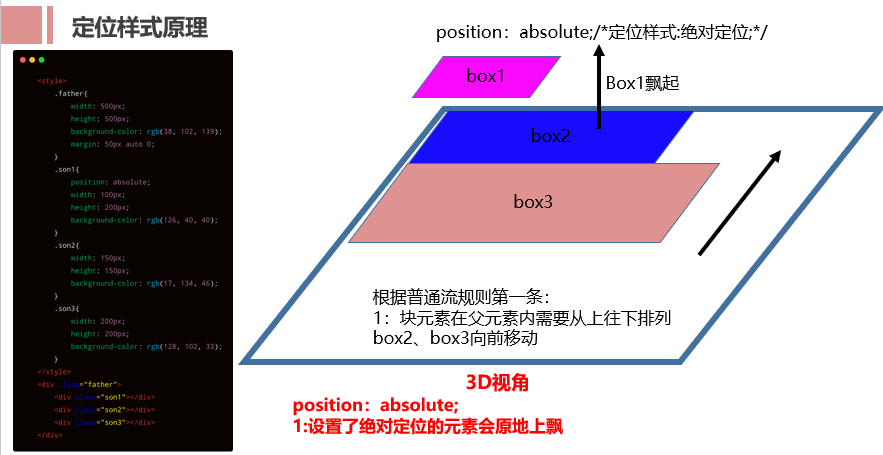 定位样式原理
<style>
.father{
width: 500px;
height: 500px;
background-color: rgb(38, 102, 139);
margin: 50px auto 0;
}
.son1{
position: absolute;
width: 100px;
height: 200px;
background-color: rgb(126, 40, 40);
}
.son2{
width: 150px;
height: 150px;
background-color: rgb(17, 134, 46);
}
.son3{
width: 200px;
height: 200px;
background-color: rgb(128, 102, 33);
}
</style>
<div class="father">
<div class="son1"></div>
<div class="son2"></div>
<div class="son3"></div>
</div>
position：absolute;/*定位样式:绝对定位;*/
box1
Box1飘起
box2
box3
根据普通流规则第一条：
1：块元素在父元素内需要从上往下排列
box2、box3向前移动
3D视角
position：absolute;
1:设置了绝对定位的元素会原地上飘